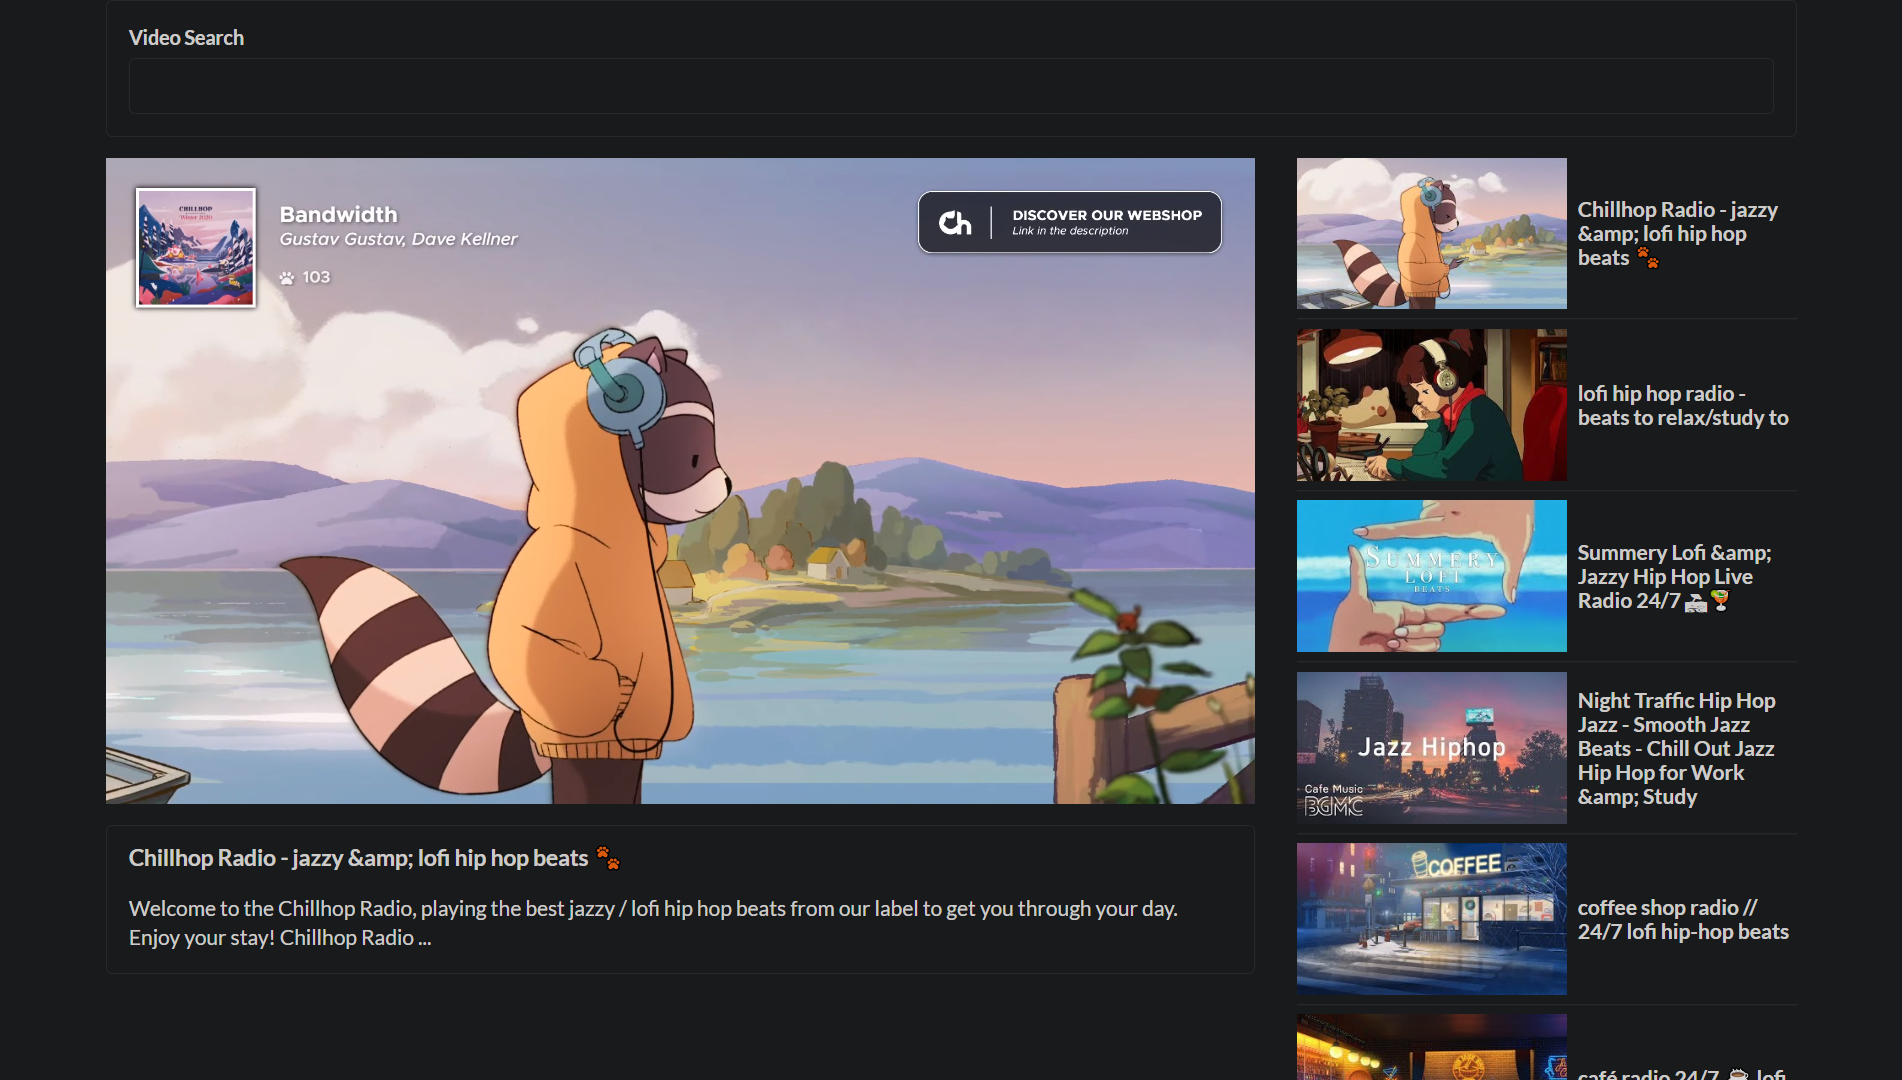 Video Search
CHILLHOP
Winter 2020
Bandwidth
Gustav Gustav, Dave Kellner
103
Ch
DISCOVER OUR WEBSHOP
Link in the description
Chillhop Radio - jazzy &amp; lofi hip hop beats 🐾
Welcome to the Chillhop Radio, playing the best jazzy / lofi hip hop beats from our label to get you through your day.
Enjoy your stay! Chillhop Radio ...
Chillhop Radio - jazzy
&amp; lofi hip hop
beats 🐾
lofi hip hop radio -
beats to relax/study to
SUMMERY
LOFI
BEATS
Summery Lofi &amp;
Jazzy Hip Hop Live
Radio 24/7
Jazz Hiphop
Cafe Music
BGMC
Night Traffic Hip Hop
Jazz - Smooth Jazz
Beats - Chill Out Jazz
Hip Hop for Work
&amp; Study
COFFEE
coffee shop radio //
24/7 lofi hip-hop beats
café radio 24/7 ☕ lofi